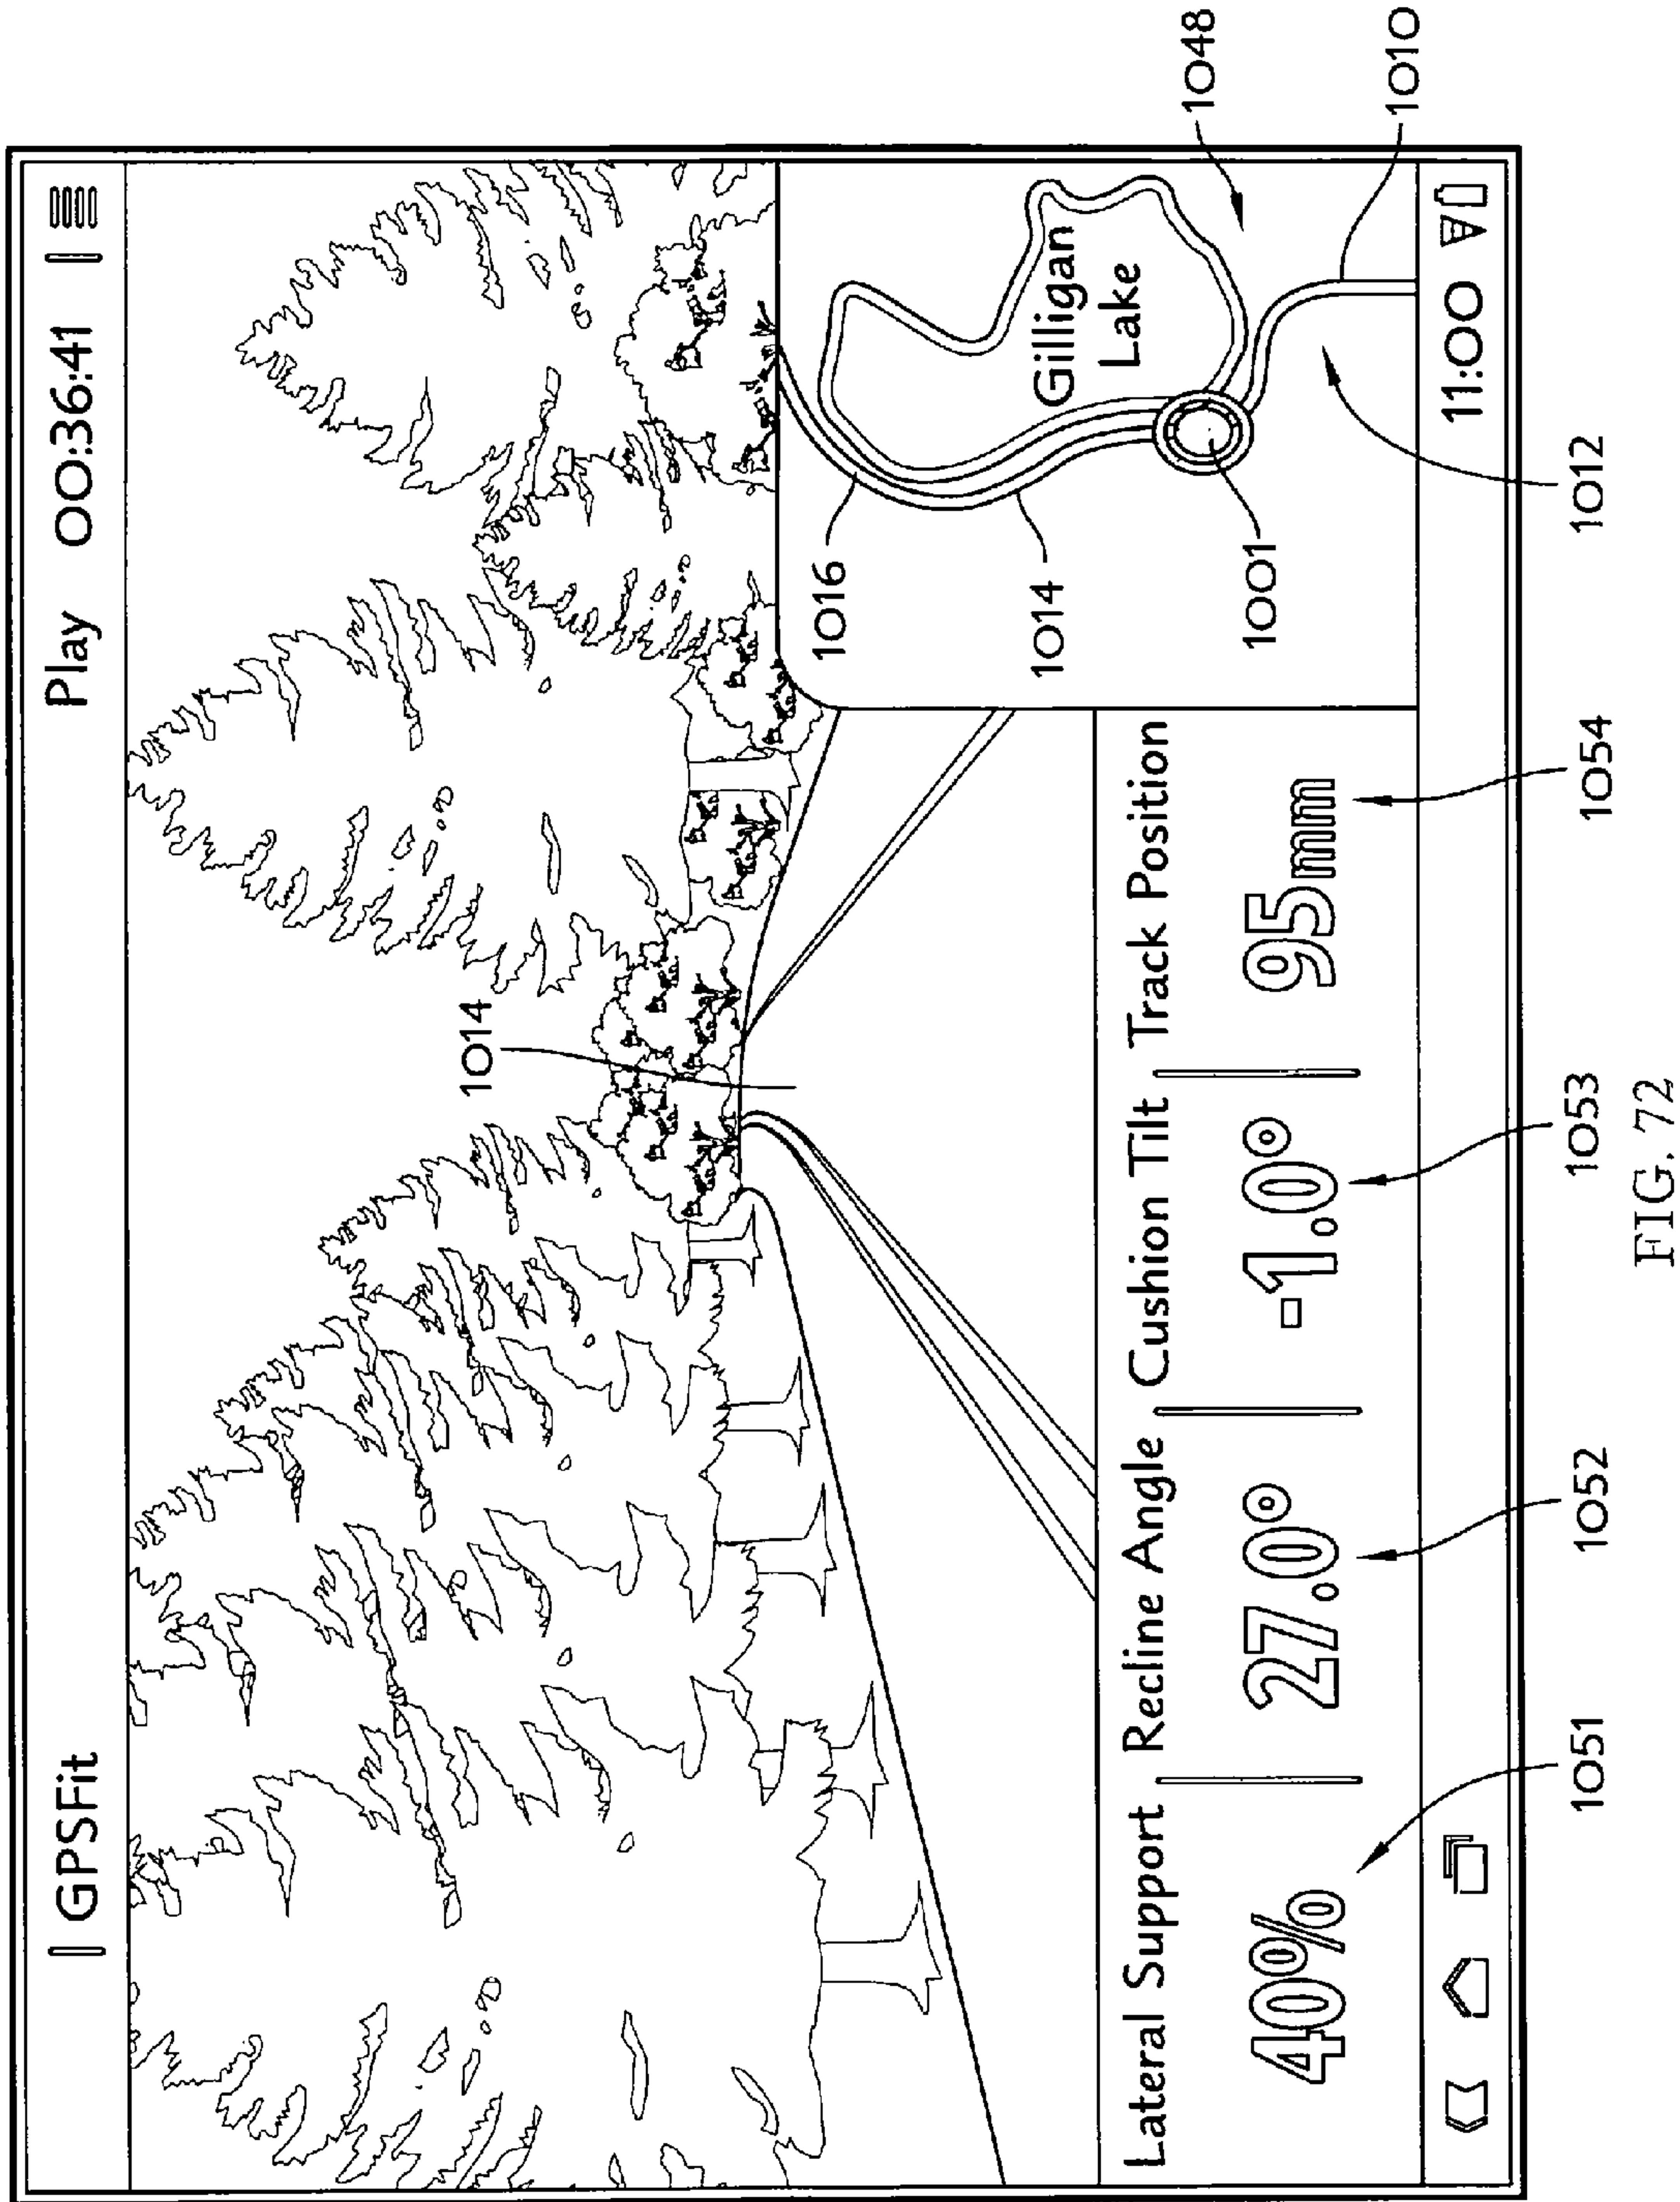 GPSFit
Play 00:36:41
1014
1016
1014
1001
Gilligan
Lake
1048
1010
1012
Lateral Support Recline Angle Cushion Tilt Track Position
40% 27.0° -1.0° 95mm
11:00
1051
1052
1053
1054
FIG. 72